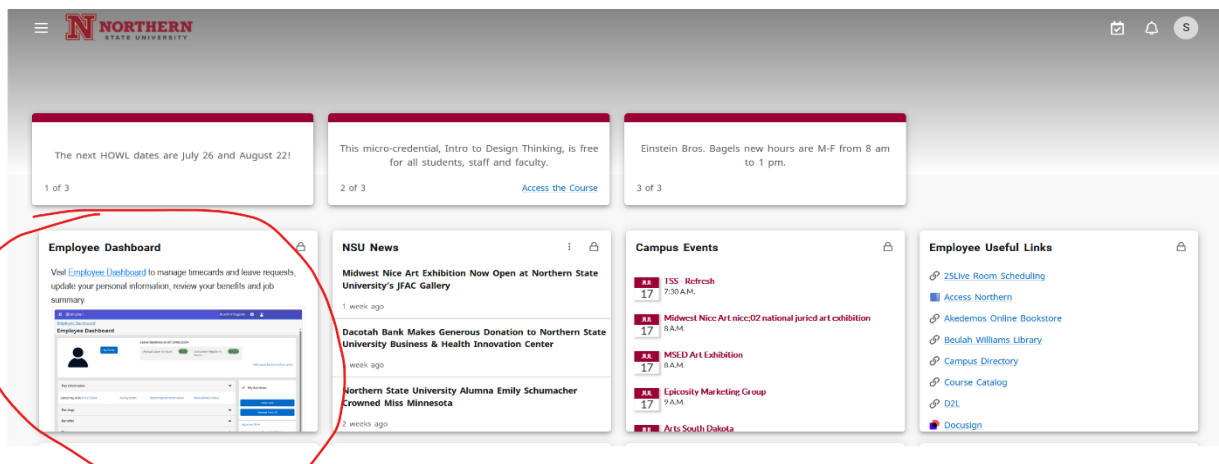 NORTHERN
STATE UNIVERSITY
S
The next HOWL dates are July 26 and August 22!
1 of 3
This micro-credential, Intro to Design Thinking, is free
for all students, staff and faculty.
2 of 3
Access the Course
Einstein Bros. Bagels new hours are M-F from 8 am
to 1 pm.
3 of 3
Employee Dashboard
Visit Employee Dashboard to manage timecards and leave requests,
update your personal information, review your benefits and job
summary.
Employee Dashboard
Employee Dashboard
NSU News
Midwest Nice Art Exhibition Now Open at Northern State
University's JFAC Gallery
1 week ago
Dacotah Bank Makes Generous Donation to Northern State
University Business & Health Innovation Center
week ago
Northern State University Alumna Emily Schumacher
Crowned Miss Minnesota
2 weeks ago
Campus Events
JUL
17
TSS - Refresh
7:30 A.M.
JUL
17
Midwest Nice Art nice;02 national juried art exhibition
8 A.M.
JUL
17
MSED Art Exhibition
8 A.M.
JUL
17
Epicosity Marketing Group
9 A.M.
JUL
Arts South Dakota
Employee Useful Links
25Live Room Scheduling
Access Northern
Akedemos Online Bookstore
Beulah Williams Library
Campus Directory
Course Catalog
D2L
Docusign